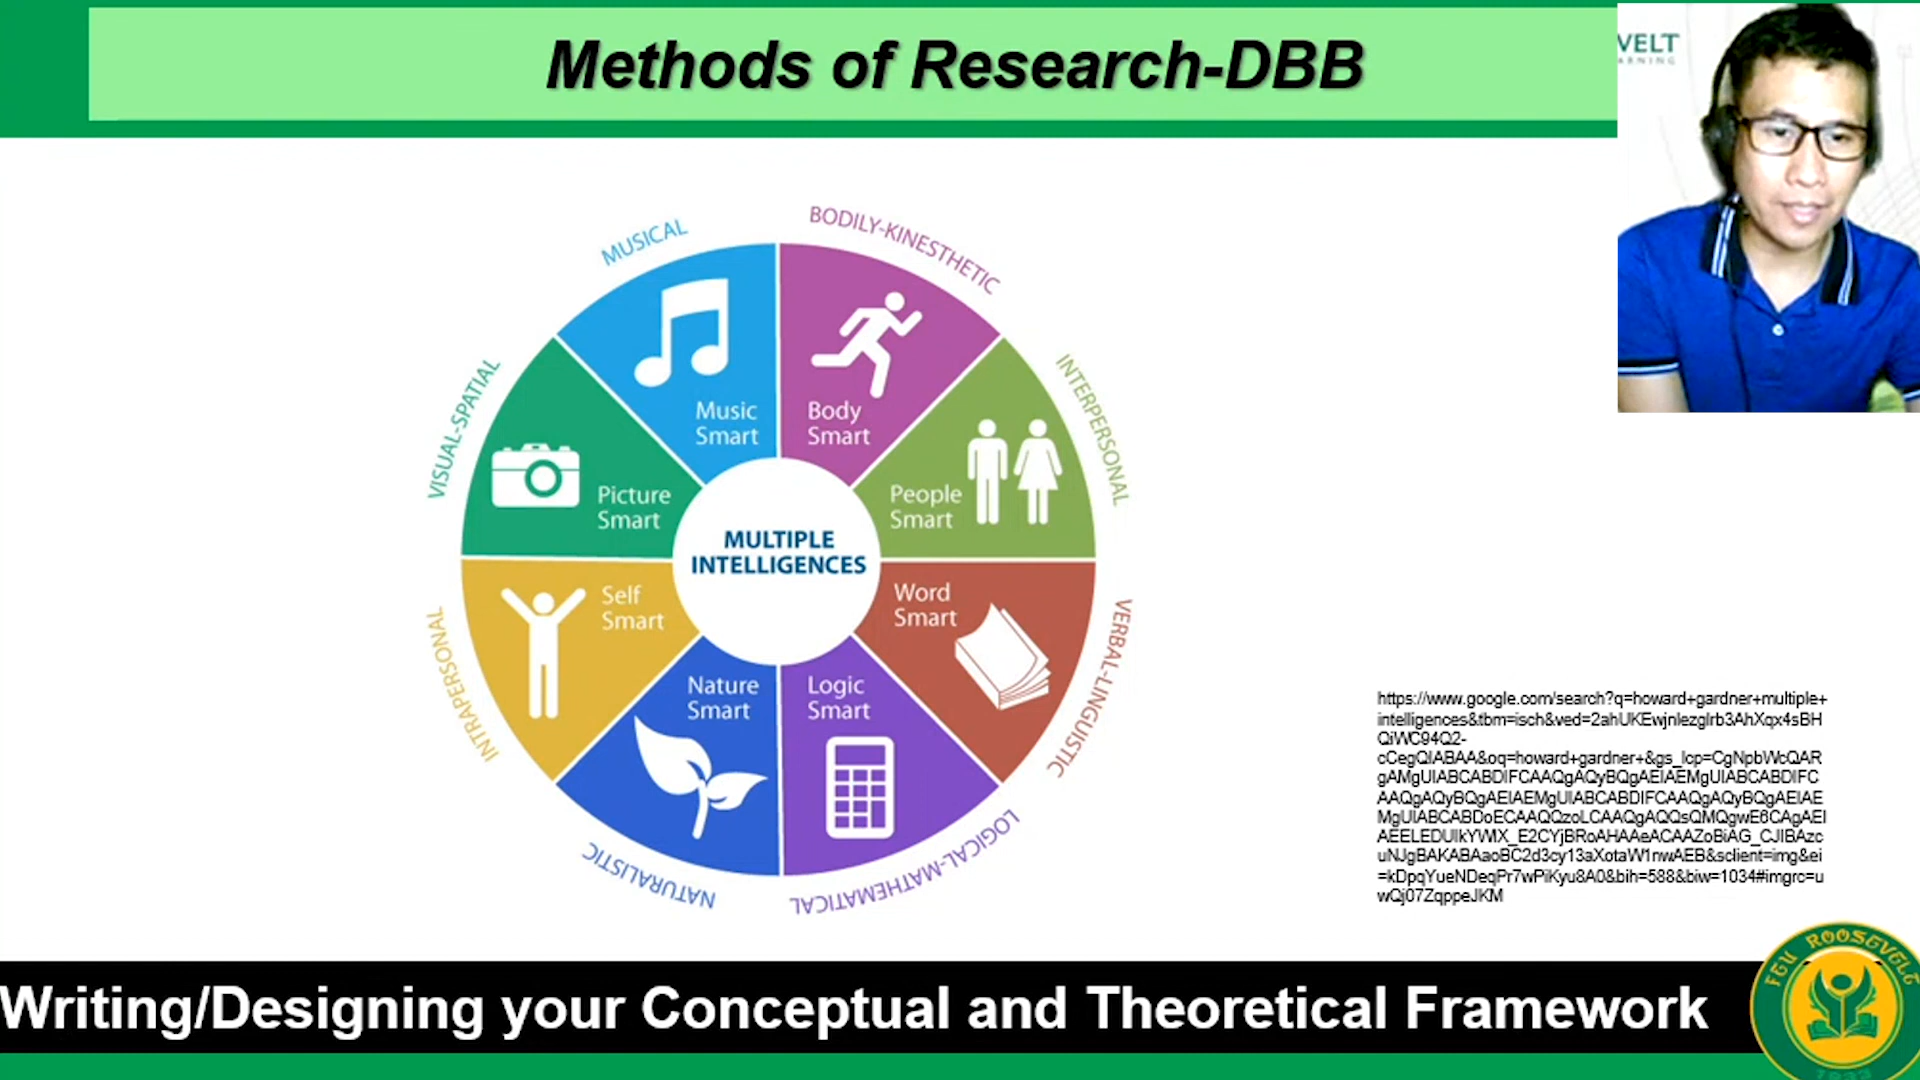 Methods of Research-DBB
VELT
ARNING
MUSICAL
BODILY-KINESTHETIC
VISUAL-SPATIAL
INTERPERSONAL
Music
Smart
Body
Smart
Picture
Smart
People
Smart
MULTIPLE
INTELLIGENCES
Self
Smart
Word
Smart
Nature
Smart
Logic
Smart
INTRAPERSONAL
VERBAL-LINGUISTIC
NATURALISTIC
LOGICAL-MATHEMATICAL
https://www.google.com/search?q=howard+gardner+multiple+
intelligences&tbm=isch&ved=2ahUKEwjnlezglrb3AhXqx4sBH
QiWC94Q2-
cCegQIABAA&oq=howard+gardner+&gs_lcp=CgNpbWcQAR
gAMgUIABCABDIFCAAQgAQyBQgAEIAEMgUIABCABDIFC
AAQgAQyBQgAEIAEMgUIABCABDIFCAAQgAQyBQgAEIAE
MgUIABCABDoECAAQQzoLCAAQgAQQsQMQgwE6CAgAEI
AEELEDUIkYWIX_E2CYjBRoAHAAeACAAZoBiAG_CJIBAzc
uNJgBAKABAaoBC2d3cy13aXotaW1nwAEB&sclient=img&ei
=kDpqYueNDeqPr7wPiKyu8A0&bih=588&biw=1034#imgrc=u
wQj07ZqppeJKM
Writing/Designing your Conceptual and Theoretical Framework
FEU ROOSEVELT
1933